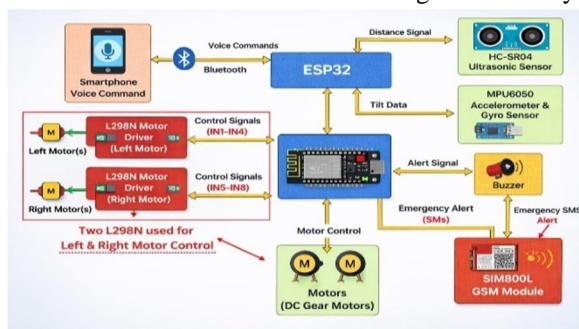 Voice Commands
Bluetooth
Smartphone
Voice Command
ESP32
Distance Signal
HC-SR04
Ultrasonic Sensor
Tilt Data
MPU6050
Accelerometer &
Gyro Sensor
L298N Motor
Driver
(Left Motor)
M
Left Motor(s)
Control Signals
(IN1-IN4)
L298N Motor
Driver
(Right Motor)
M
Right Motor(s)
Control Signals
(IN5-IN8)
Two L298N used for
Left & Right Motor Control
Alert Signal
Buzzer
Emergency Alert
(SMs)
Emergency SMS
Alert
Motor Control
M M
Motors
(DC Gear Motors)
SIM800L
GSM Module